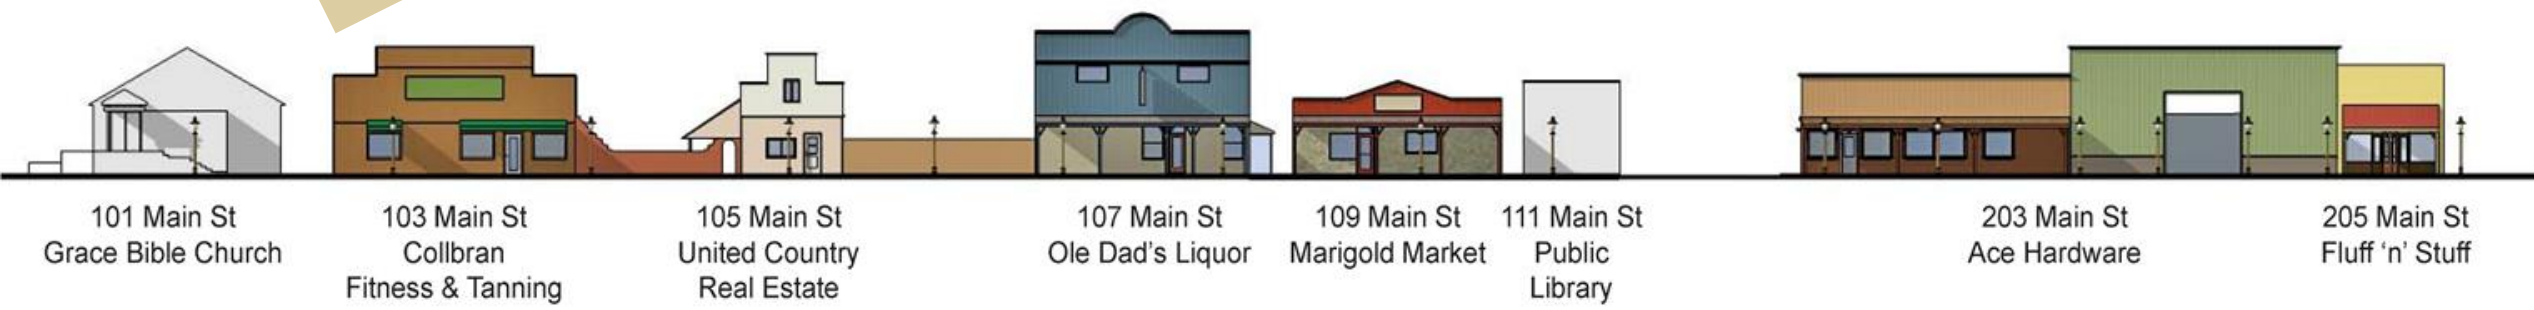 101 Main St
Grace Bible Church
103 Main St
Collbran
Fitness & Tanning
105 Main St
United Country
Real Estate
107 Main St
Ole Dad's Liquor
109 Main St
Marigold Market
111 Main St
Public
Library
203 Main St
Ace Hardware
205 Main St
Fluff ‘n’ Stuff